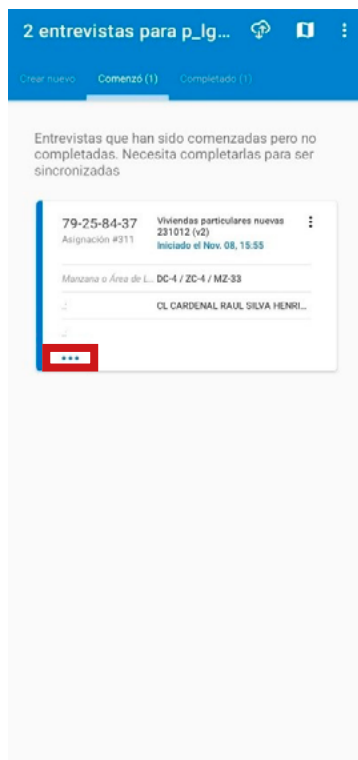 2 entrevistas para p_lg...
Crear nuevo Comenzó (1) Completado (1)
Entrevistas que han sido comenzadas pero no
completadas. Necesita completarlas para ser
sincronizadas
79-25-84-37
Asignación #311
Viviendas particulares nuevas
231012 (v2)
Iniciado el Nov. 08, 15:55
Manzana o Área de L... DC-4 / ZC-4 / MZ-33
.: CL CARDENAL RAUL SILVA HENRI...
.: